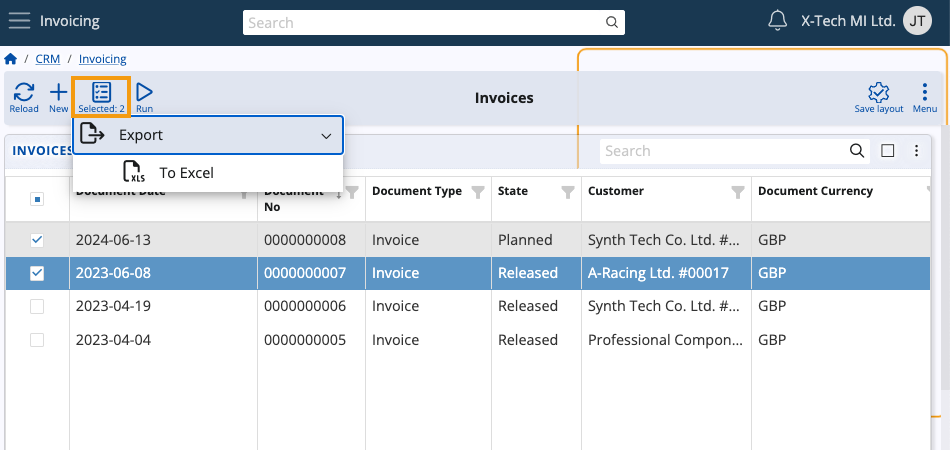 Invoicing
Search
X-Tech MI Ltd.
JT
/ CRM / Invoicing
Reload
New
Selected: 2
Run
Invoices
Save layout
Menu
Export
To Excel
XLS
INVOICES
Search
Document Date
Document No
Document Type
State
Customer
Document Currency
2024-06-13 0000000008 Invoice Planned Synth Tech Co. Ltd. #... GBP
2023-06-08 0000000007 Invoice Released A-Racing Ltd. #00017 GBP
2023-04-19 0000000006 Invoice Released Synth Tech Co. Ltd. #... GBP
2023-04-04 0000000005 Invoice Released Professional Compon... GBP